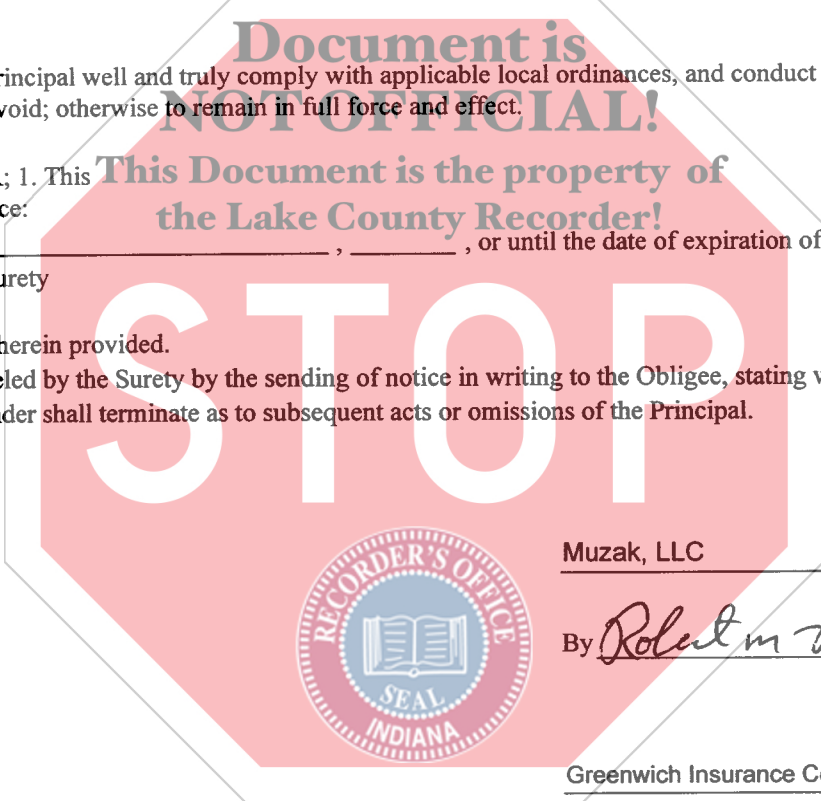 Document is
rincipal well and truly comply with applicable local ordinances, and conduct
void; otherwise to remain in full force and effect.
NOT OFFICIAL!
; 1. This
This Document is the property of
ce:
the Lake County Recorder!
, , or until the date of expiration of
urety
STOP
herein provided.
eled by the Surety by the sending of notice in writing to the Obligee, stating
der shall terminate as to subsequent acts or omissions of the Principal.
RECORDER'S OFFICE
SEAL
INDIANA
Muzak, LLC
By Robert M
Greenwich Insurance Co